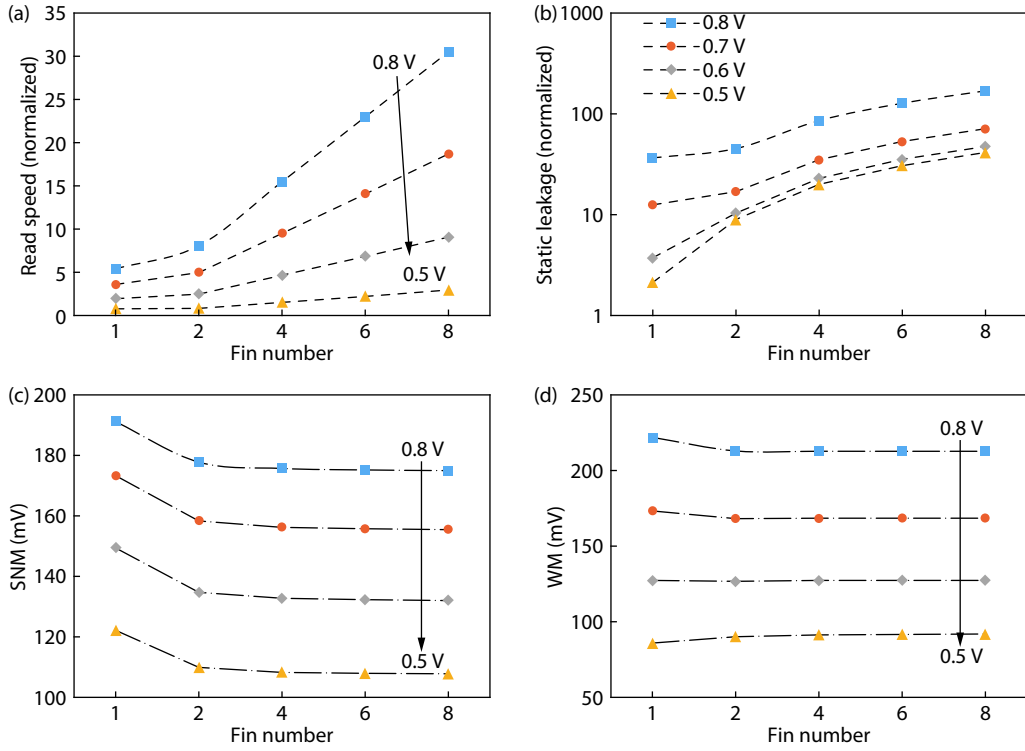 (a)
Read speed (normalized)
35
30
25
20
15
10
5
0
0.8 V
0.5 V
1 2 4 6 8
Fin number
(b)
Static leakage (normalized)
1000
100
10
1
0.8 V
0.7 V
0.6 V
0.5 V
1 2 4 6 8
Fin number
(c)
SNM (mV)
200
180
160
140
120
100
0.8 V
0.5 V
1 2 4 6 8
Fin number
(d)
WM (mV)
250
200
150
100
50
0.8 V
0.5 V
1 2 4 6 8
Fin number